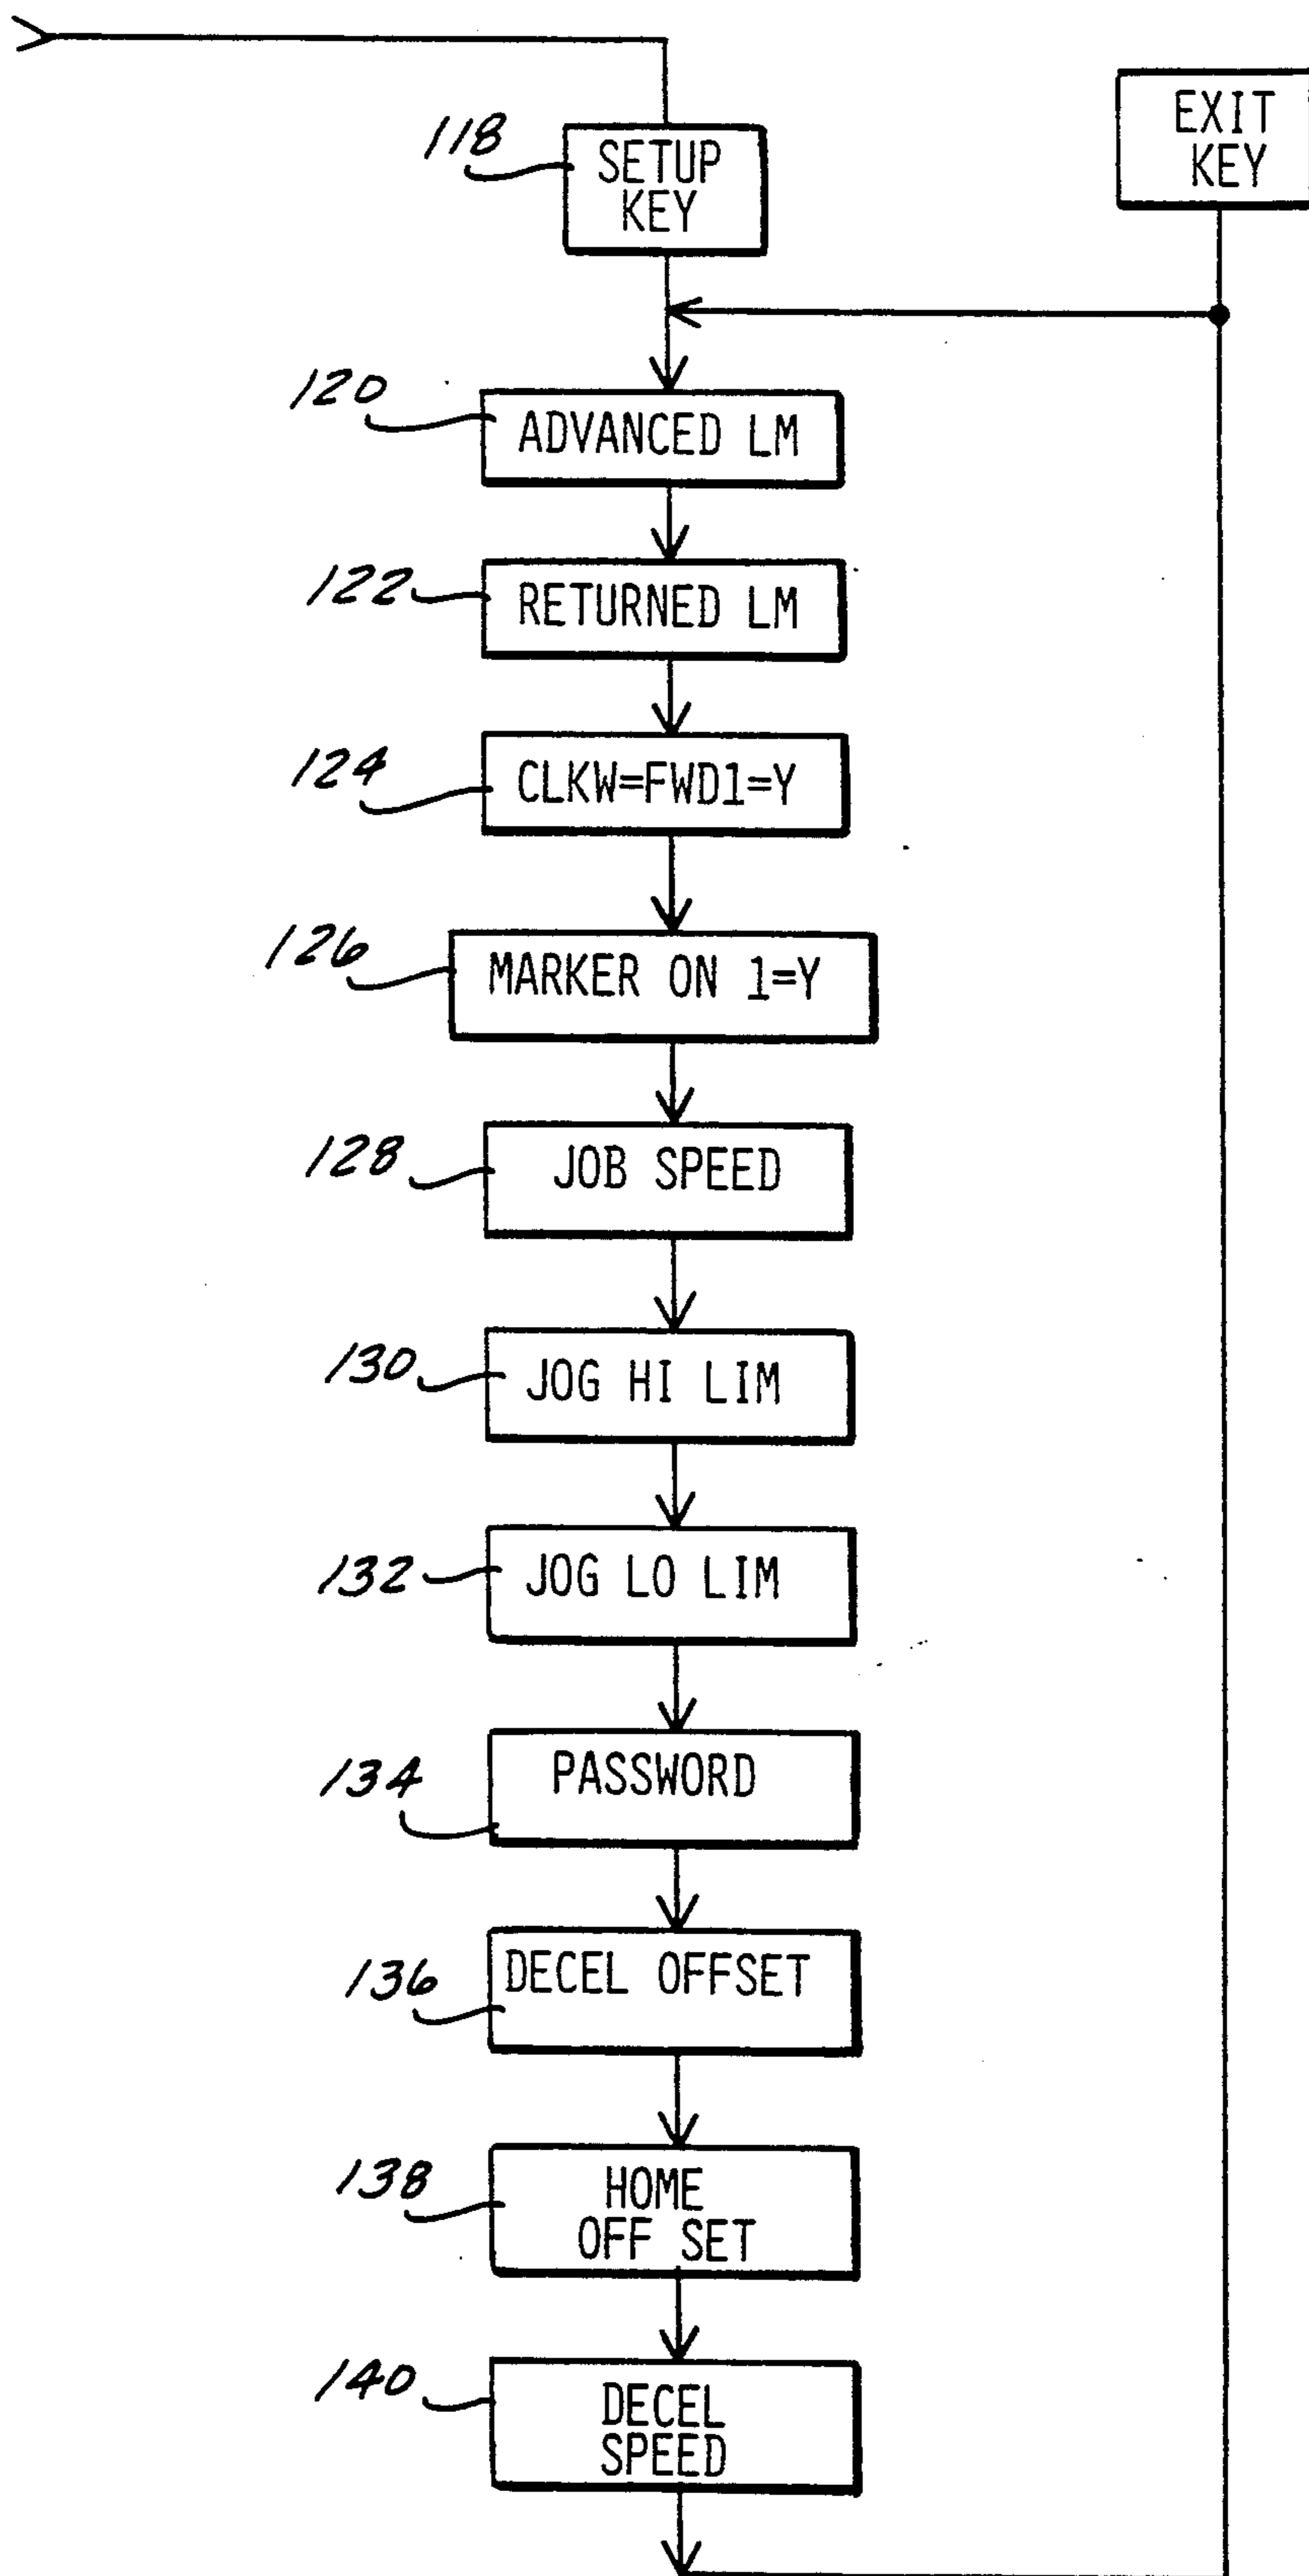 118
SETUP
KEY
EXIT
KEY
120
ADVANCED LM
122
RETURNED LM
124
CLKW=FWD1=Y
126
MARKER ON 1=Y
128
JOB SPEED
130
JOG HI LIM
132
JOG LO LIM
134
PASSWORD
136
DECEL OFFSET
138
HOME
OFF SET
140
DECEL
SPEED